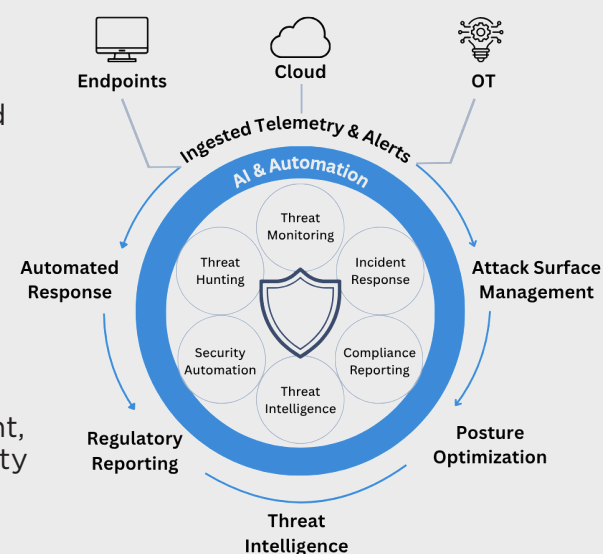 Endpoints
Cloud
OT
Ingested Telemetry & Alerts
AI & Automation
Threat
Monitoring
Threat
Hunting
Incident
Response
Automated
Response
Attack Surface
Management
Security
Automation
Compliance
Reporting
Threat
Intelligence
Regulatory
Reporting
Posture
Optimization
Threat
Intelligence